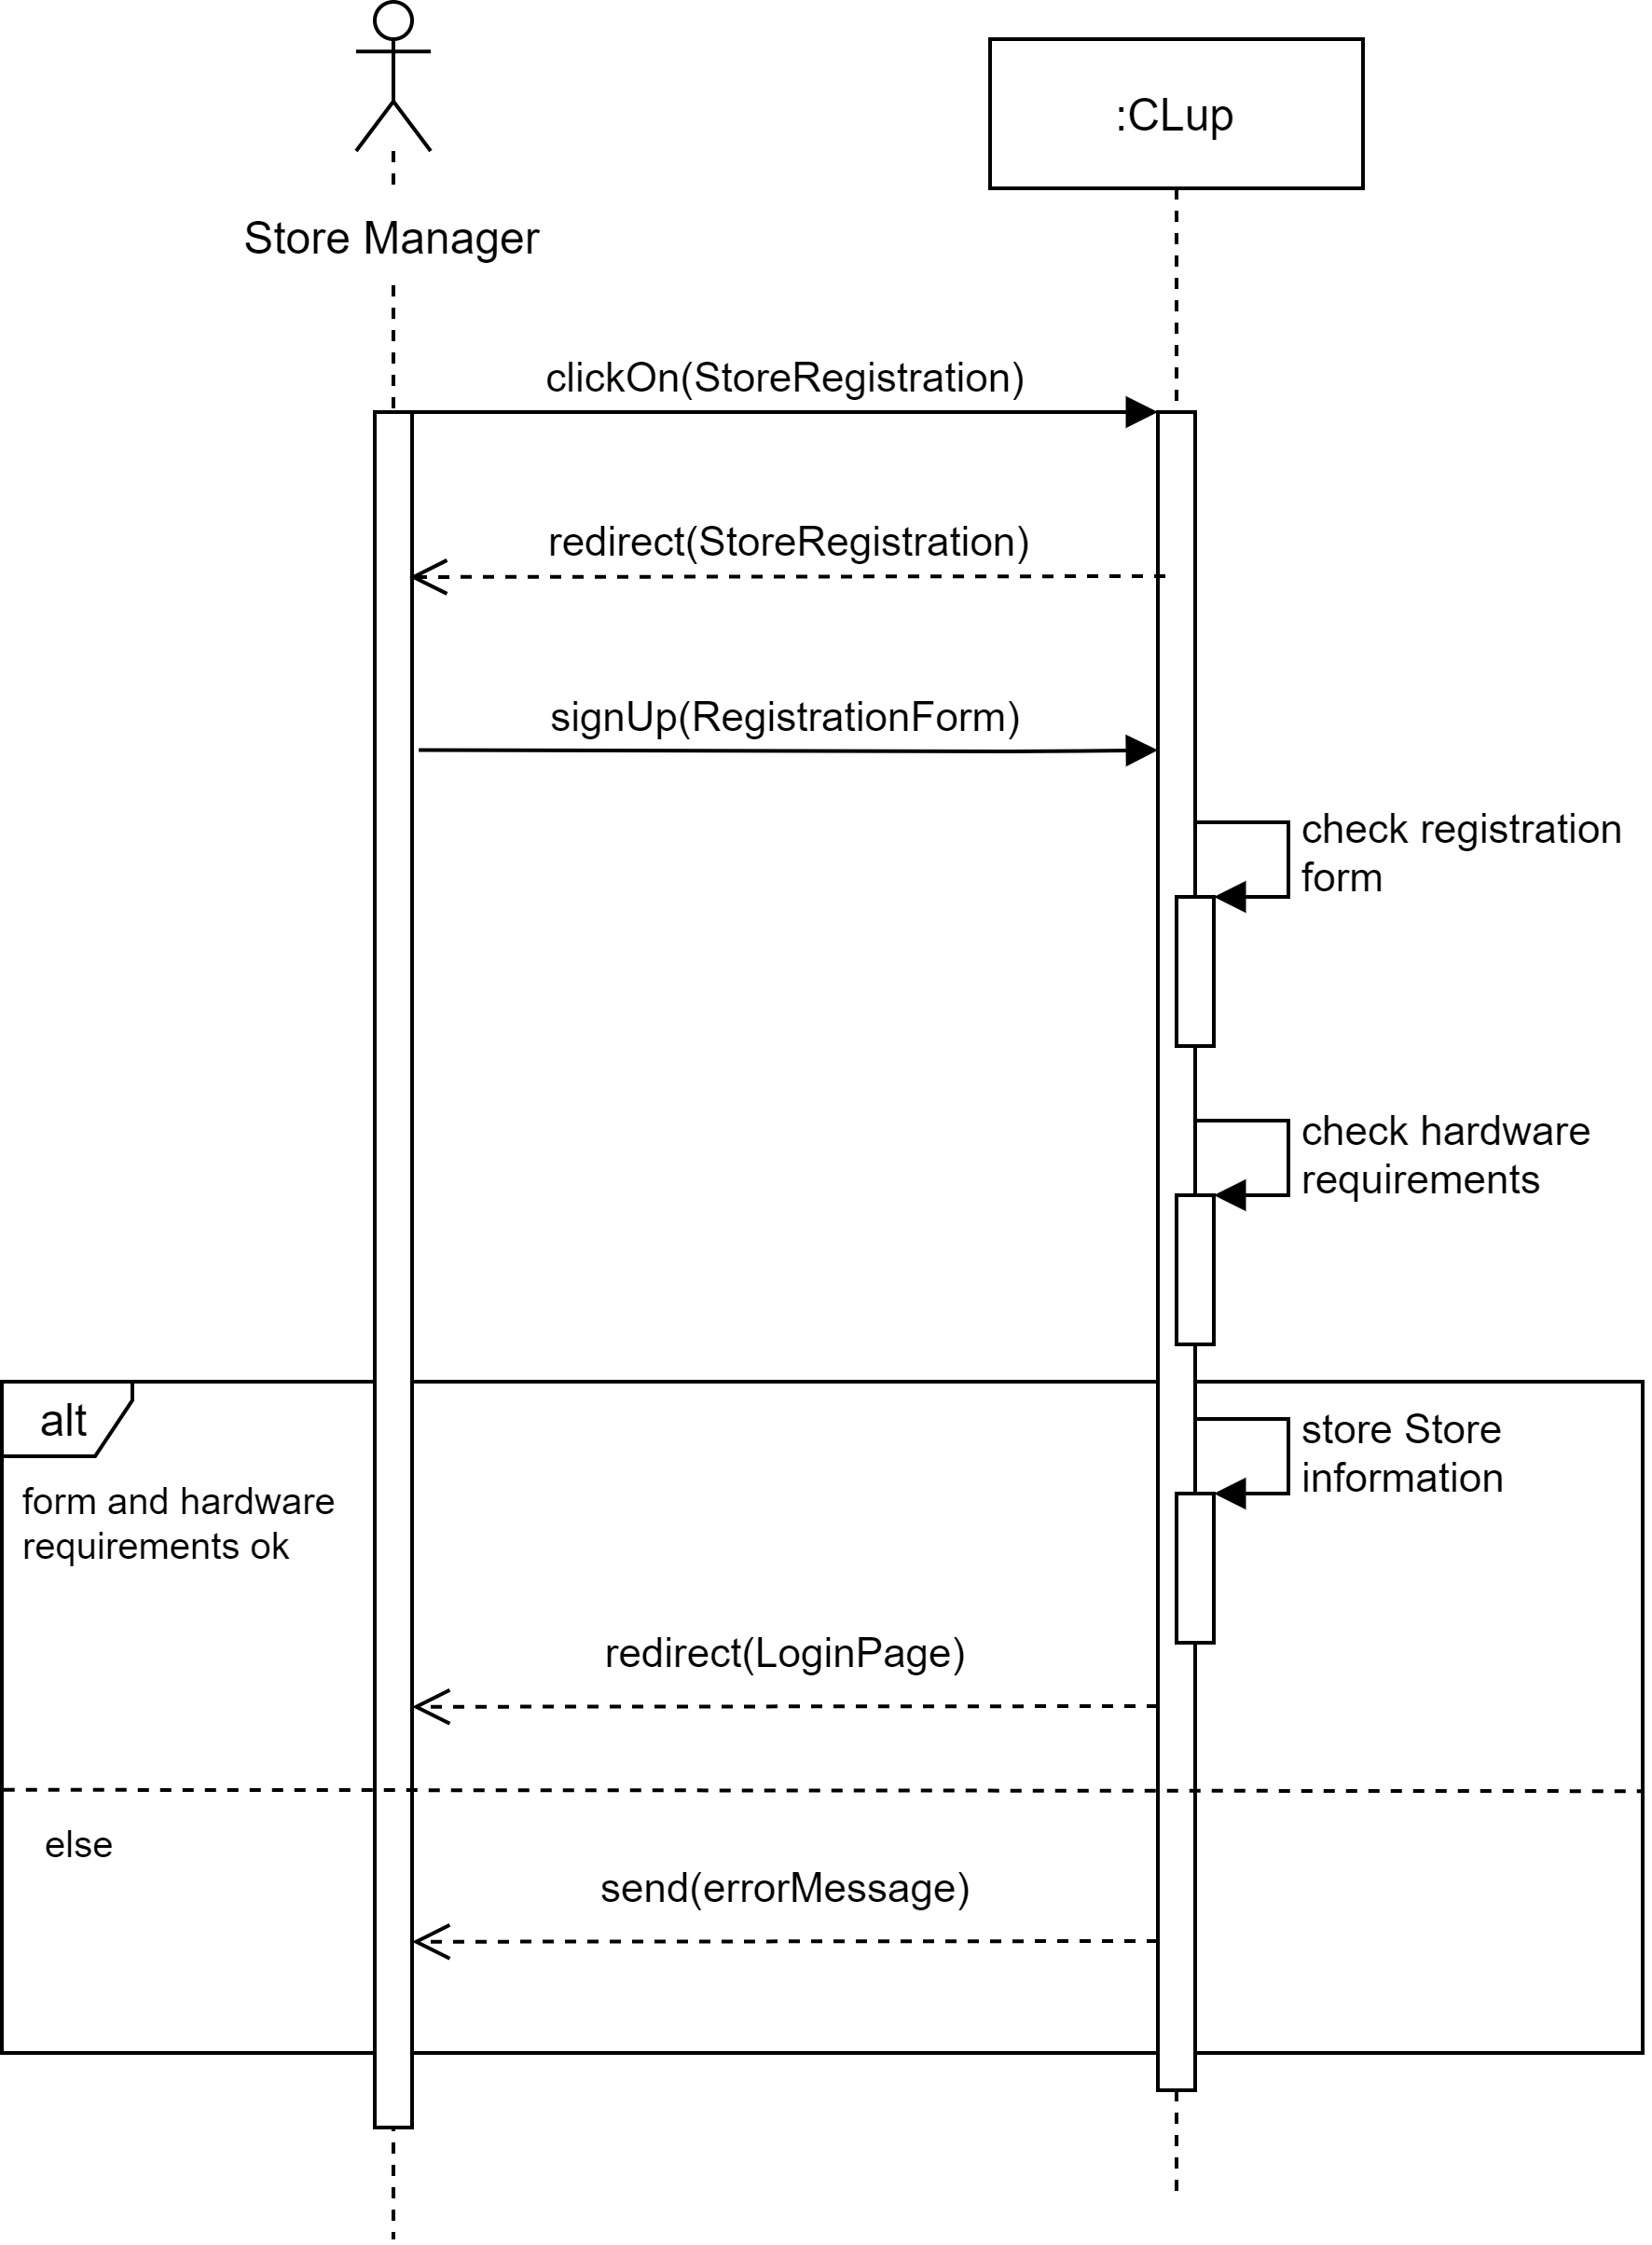 :CLup
Store Manager
clickOn(StoreRegistration)
redirect(StoreRegistration)
signUp(RegistrationForm)
check registration
form
check hardware
requirements
alt
store Store
information
form and hardware
requirements ok
redirect(LoginPage)
else
send(errorMessage)